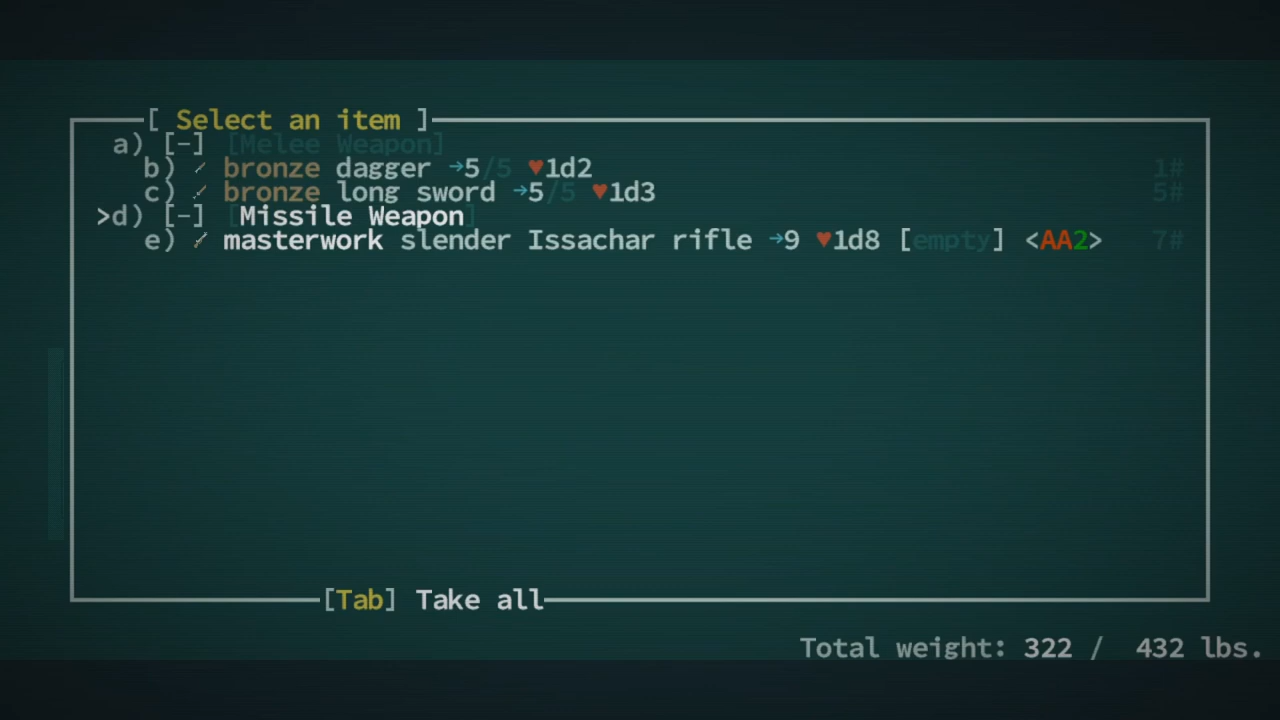 [ Select an item ]
a) [-] [Melee Weapon]
b) bronze dagger →5/5 ♥1d2 1#
c) bronze long sword →5/5 ♥1d3 5#
>d) [-] [Missile Weapon]
e) masterwork slender Issachar rifle →9 ♥1d8 [empty] <AA2> 7#
[Tab] Take all
Total weight: 322 / 432 lbs.